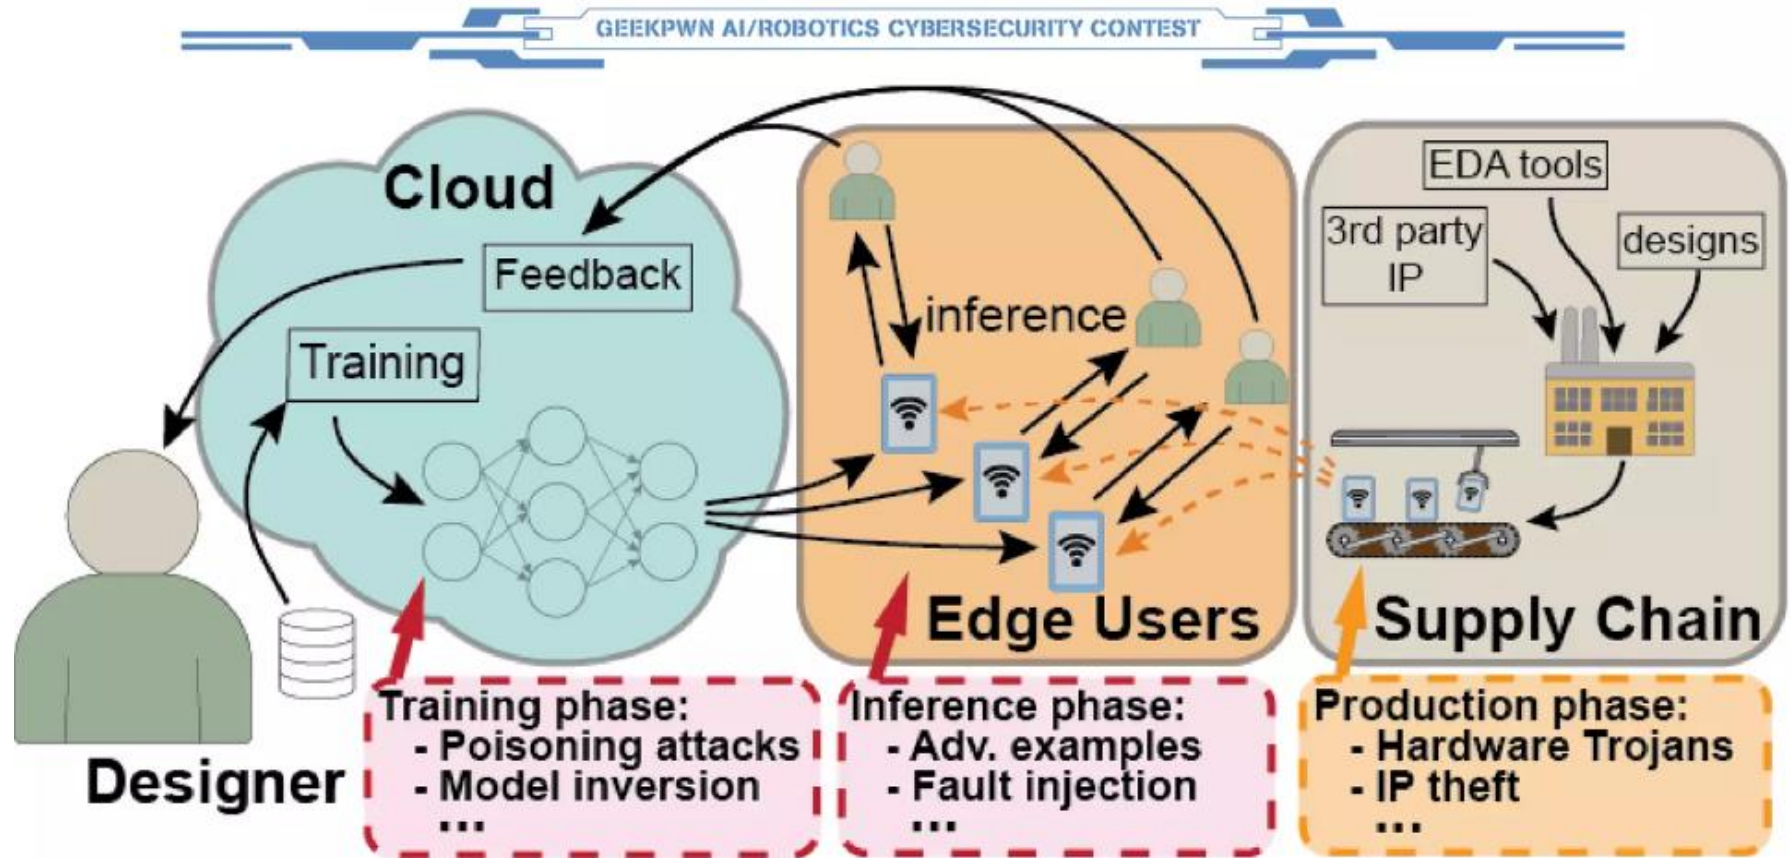 GEEKPWN AI/ROBOTICS CYBERSECURITY CONTEST
Cloud
Feedback
Training
Designer
inference
Edge Users
EDA tools
3rd party
IP
designs
Supply Chain
Training phase:
- Poisoning attacks
- Model inversion
...
Inference phase:
- Adv. examples
- Fault injection
...
Production phase:
- Hardware Trojans
- IP theft
...